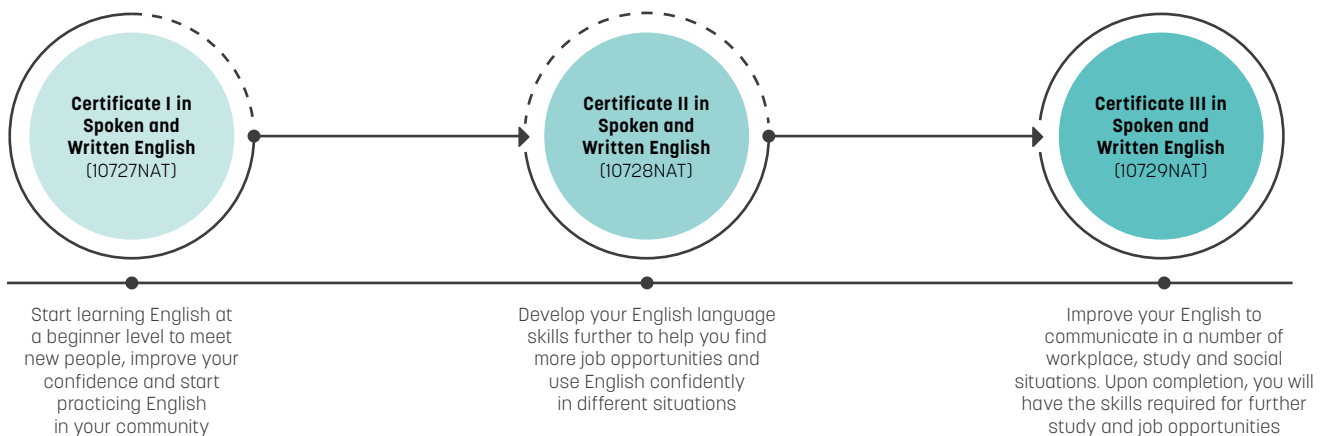 Certificate I in
Spoken and
Written English
(10727NAT)
Certificate II in
Spoken and
Written English
(10728NAT)
Certificate III in
Spoken and
Written English
(10729NAT)
Start learning English at
a beginner level to meet
new people, improve your
confidence and start
practicing English
in your community
Develop your English language
skills further to help you find
more job opportunities and
use English confidently
in different situations
Improve your English to
communicate in a number of
workplace, study and social
situations. Upon completion, you will
have the skills required for further
study and job opportunities